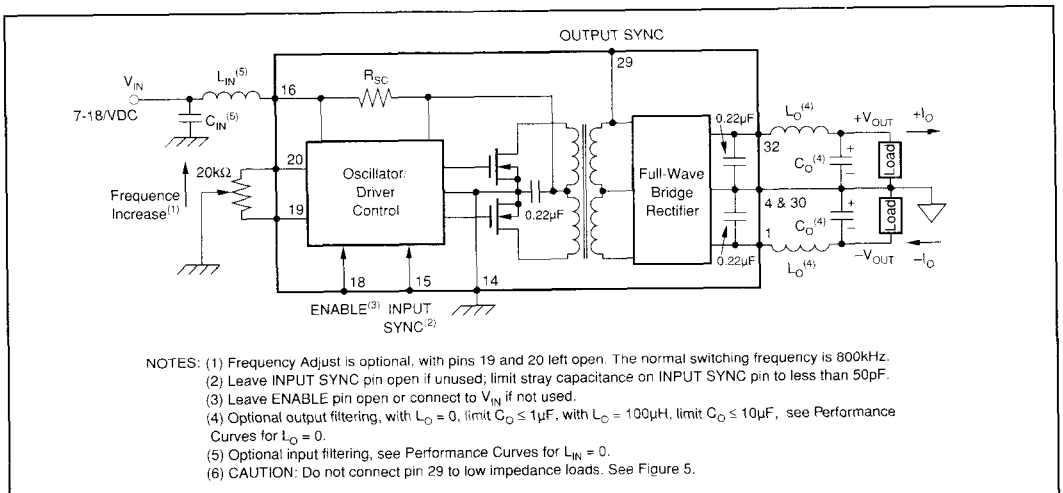 OUTPUT SYNC
29
V_IN
7-18/VDC
L_IN^(5)
16
R_SC
C_IN^(5)
20kΩ
20
19
Frequence
Increase^(1)
Oscillator
Driver
Control
0.22µF
18
15
14
ENABLE^(3) INPUT
SYNC^(2)
Full-Wave
Bridge
Rectifier
0.22µF
0.22µF
32
4 & 30
1
L_O^(4)
L_O^(4)
C_O^(4)
C_O^(4)
+
−
+
−
+V_OUT
−V_OUT
+I_O
−I_O
Load
Load
NOTES: (1) Frequency Adjust is optional, with pins 19 and 20 left open. The normal switching frequency is 800kHz.
(2) Leave INPUT SYNC pin open if unused; limit stray capacitance on INPUT SYNC pin to less than 50pF.
(3) Leave ENABLE pin open or connect to V_IN if not used.
(4) Optional output filtering, with L_O = 0, limit C_O ≤ 1µF, with L_O = 100µH, limit C_O ≤ 10µF, see Performance
Curves for L_O = 0.
(5) Optional input filtering, see Performance Curves for L_IN = 0.
(6) CAUTION: Do not connect pin 29 to low impedance loads. See Figure 5.